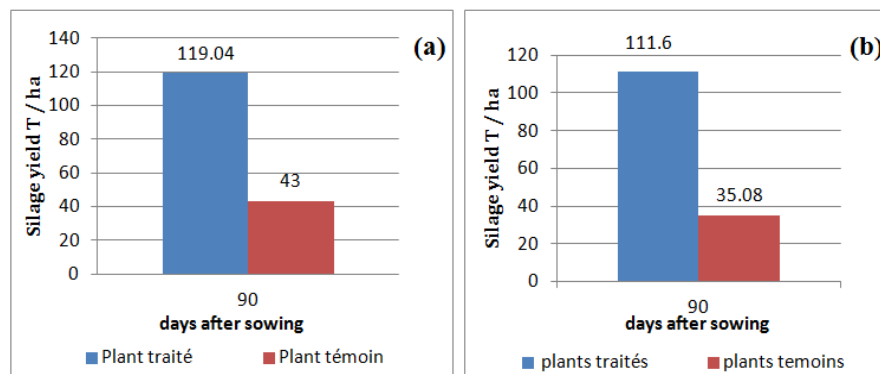 (a)
Silage yield T / ha
140
120
100
80
60
40
20
0
119.04
43
90
days after sowing
Plant traité
Plant témoin
(b)
Silage yield T / ha
120
100
80
60
40
20
0
111.6
35.08
90
days after sowing
plants traités
plants temoins